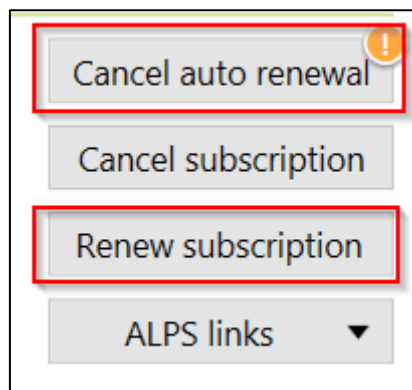 Cancel auto renewal
!
Cancel subscription
Renew subscription
ALPS links